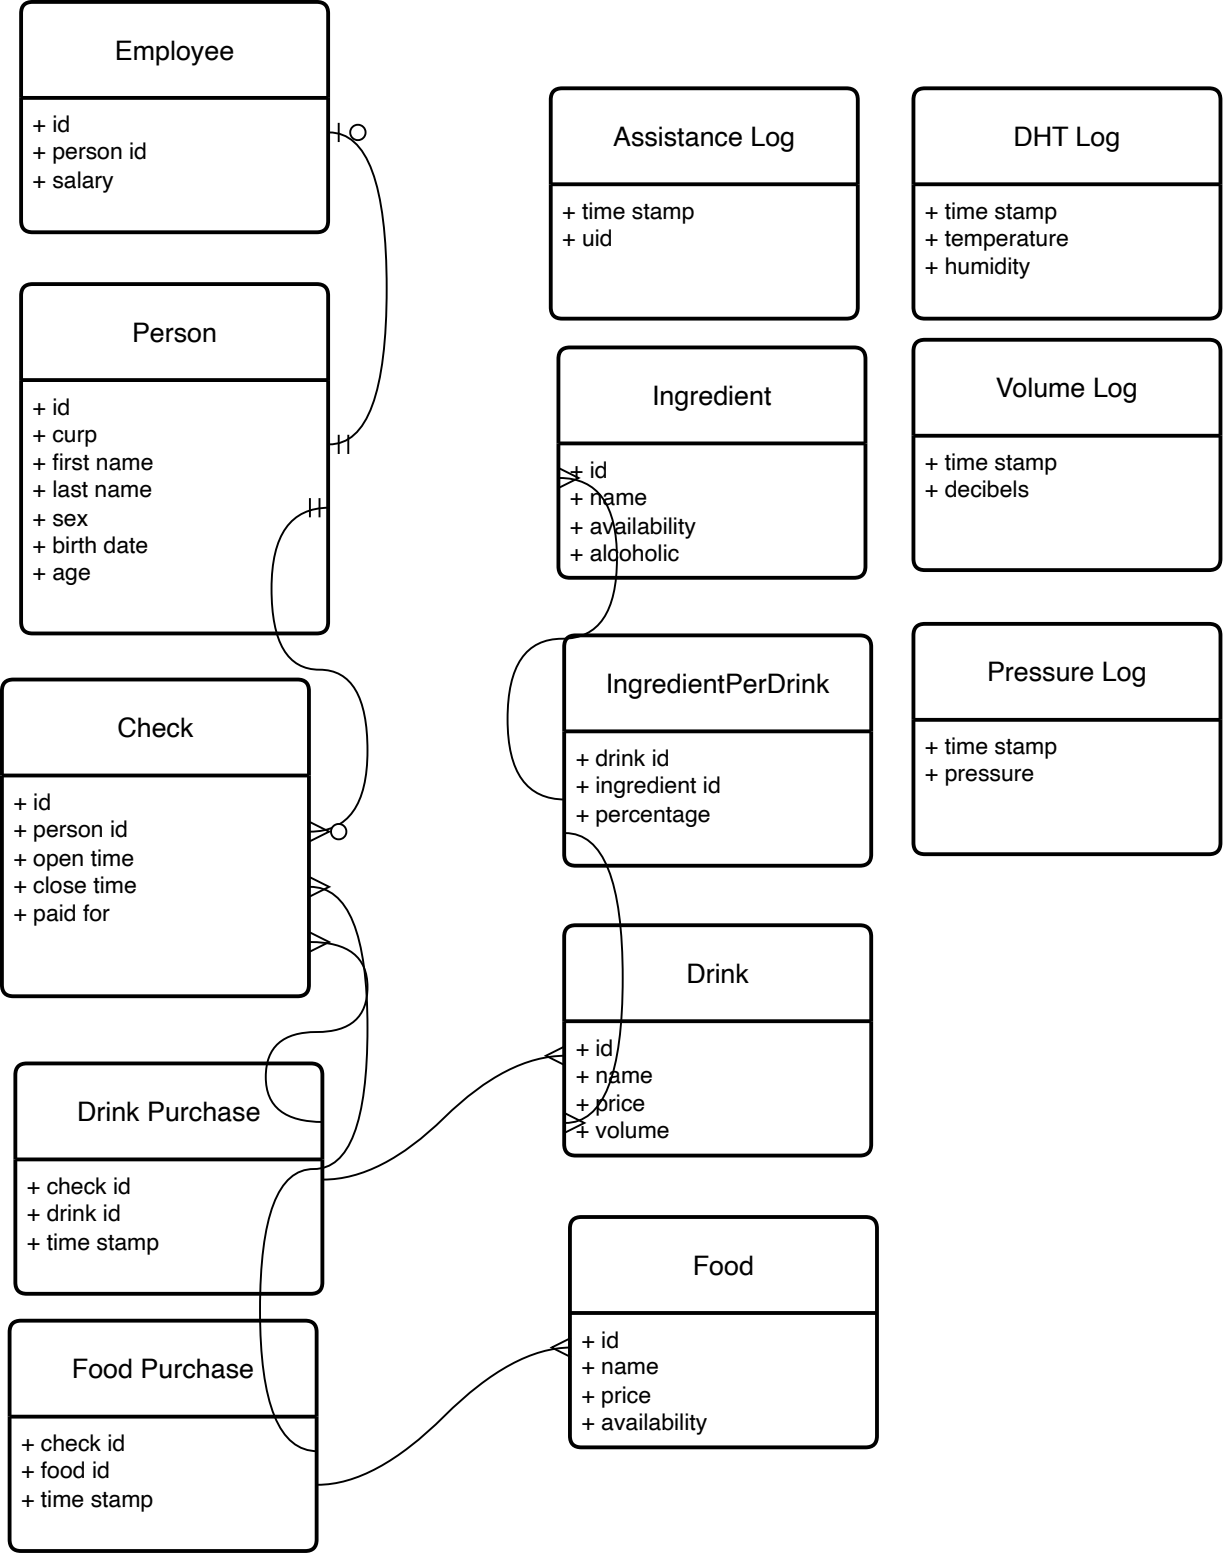 Employee
+ id
+ person id
+ salary
Person
+ id
+ curp
+ first name
+ last name
+ sex
+ birth date
+ age
Check
+ id
+ person id
+ open time
+ close time
+ paid for
Drink Purchase
+ check id
+ drink id
+ time stamp
Food Purchase
+ check id
+ food id
+ time stamp
Assistance Log
+ time stamp
+ uid
Ingredient
+ id
+ name
+ availability
+ alcoholic
IngredientPerDrink
+ drink id
+ ingredient id
+ percentage
Drink
+ id
+ name
+ price
+ volume
Food
+ id
+ name
+ price
+ availability
DHT Log
+ time stamp
+ temperature
+ humidity
Volume Log
+ time stamp
+ decibels
Pressure Log
+ time stamp
+ pressure